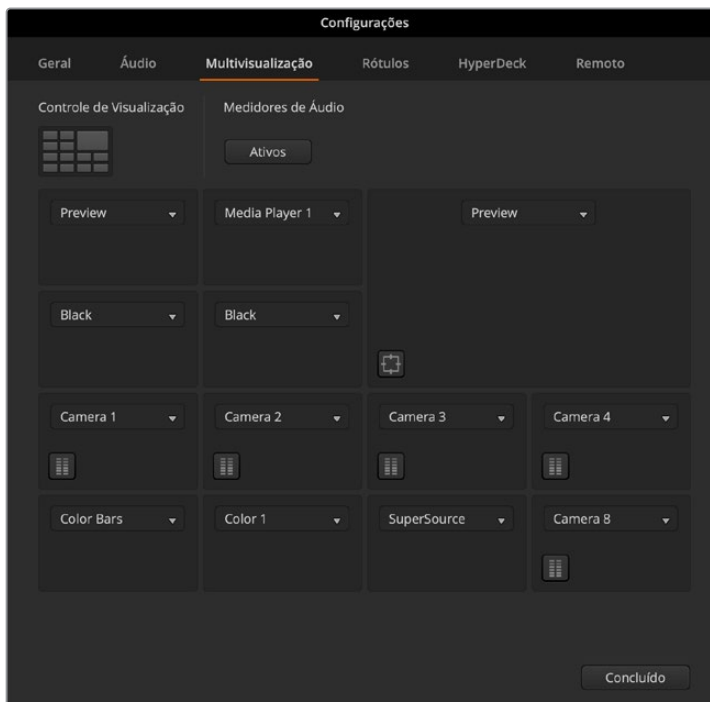 Configurações
Geral Áudio Multivisualização Rótulos HyperDeck Remoto
Controle de Visualização Medidores de Áudio
Ativos
Preview Media Player 1 Preview
Black Black
Camera 1 Camera 2 Camera 3 Camera 4
Color Bars Color 1 SuperSource Camera 8
Concluído